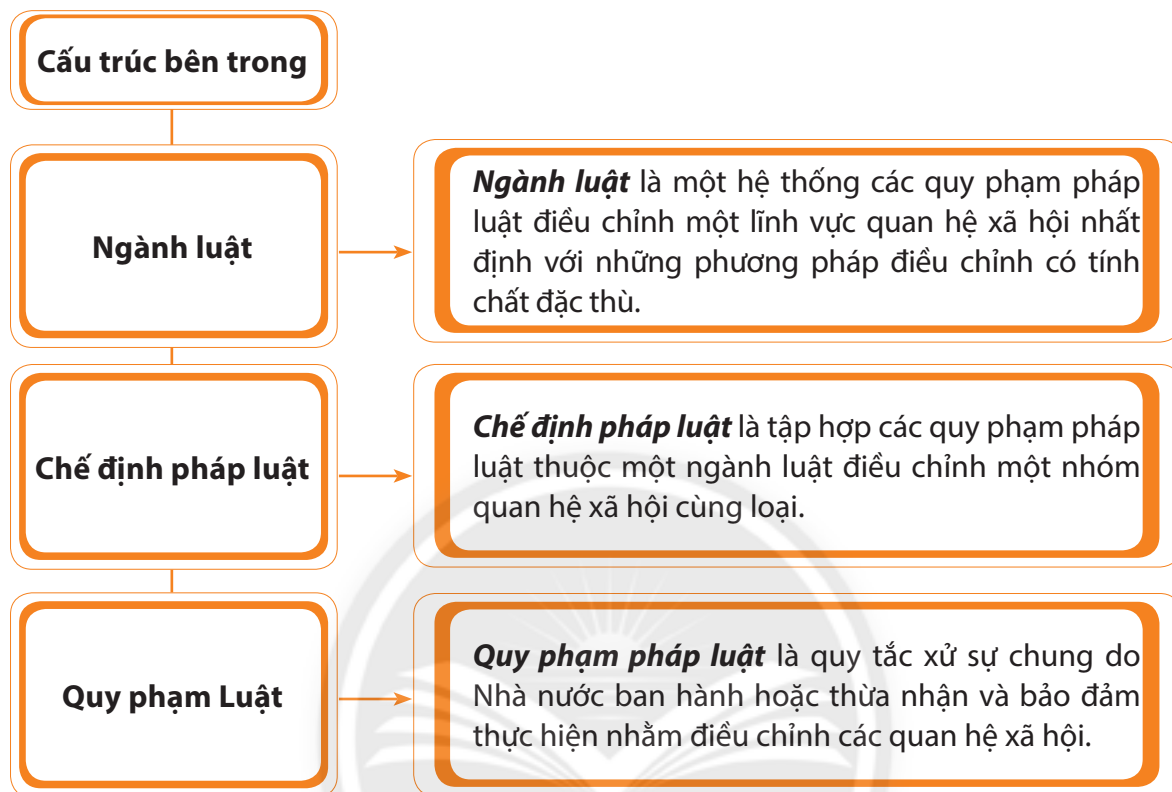 Cấu trúc bên trong
Ngành luật
Ngành luật là một hệ thống các quy phạm pháp
luật điều chỉnh một lĩnh vực quan hệ xã hội nhất
định với những phương pháp điều chỉnh có tính
chất đặc thù.
Chế định pháp luật
Chế định pháp luật là tập hợp các quy phạm pháp
luật thuộc một ngành luật điều chỉnh một nhóm
quan hệ xã hội cùng loại.
Quy phạm Luật
Quy phạm pháp luật là quy tắc xử sự chung do
Nhà nước ban hành hoặc thừa nhận và bảo đảm
thực hiện nhằm điều chỉnh các quan hệ xã hội.